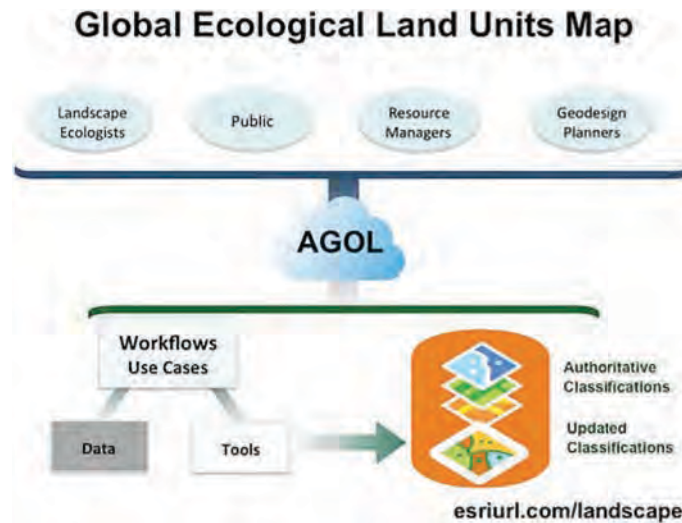 Global Ecological Land Units Map
Landscape
Ecologists
Public
Resource
Managers
Geodesign
Planners
AGOL
Workflows
Use Cases
Data
Tools
Authoritative
Classifications
Updated
Classifications
esriurl.com/landscape